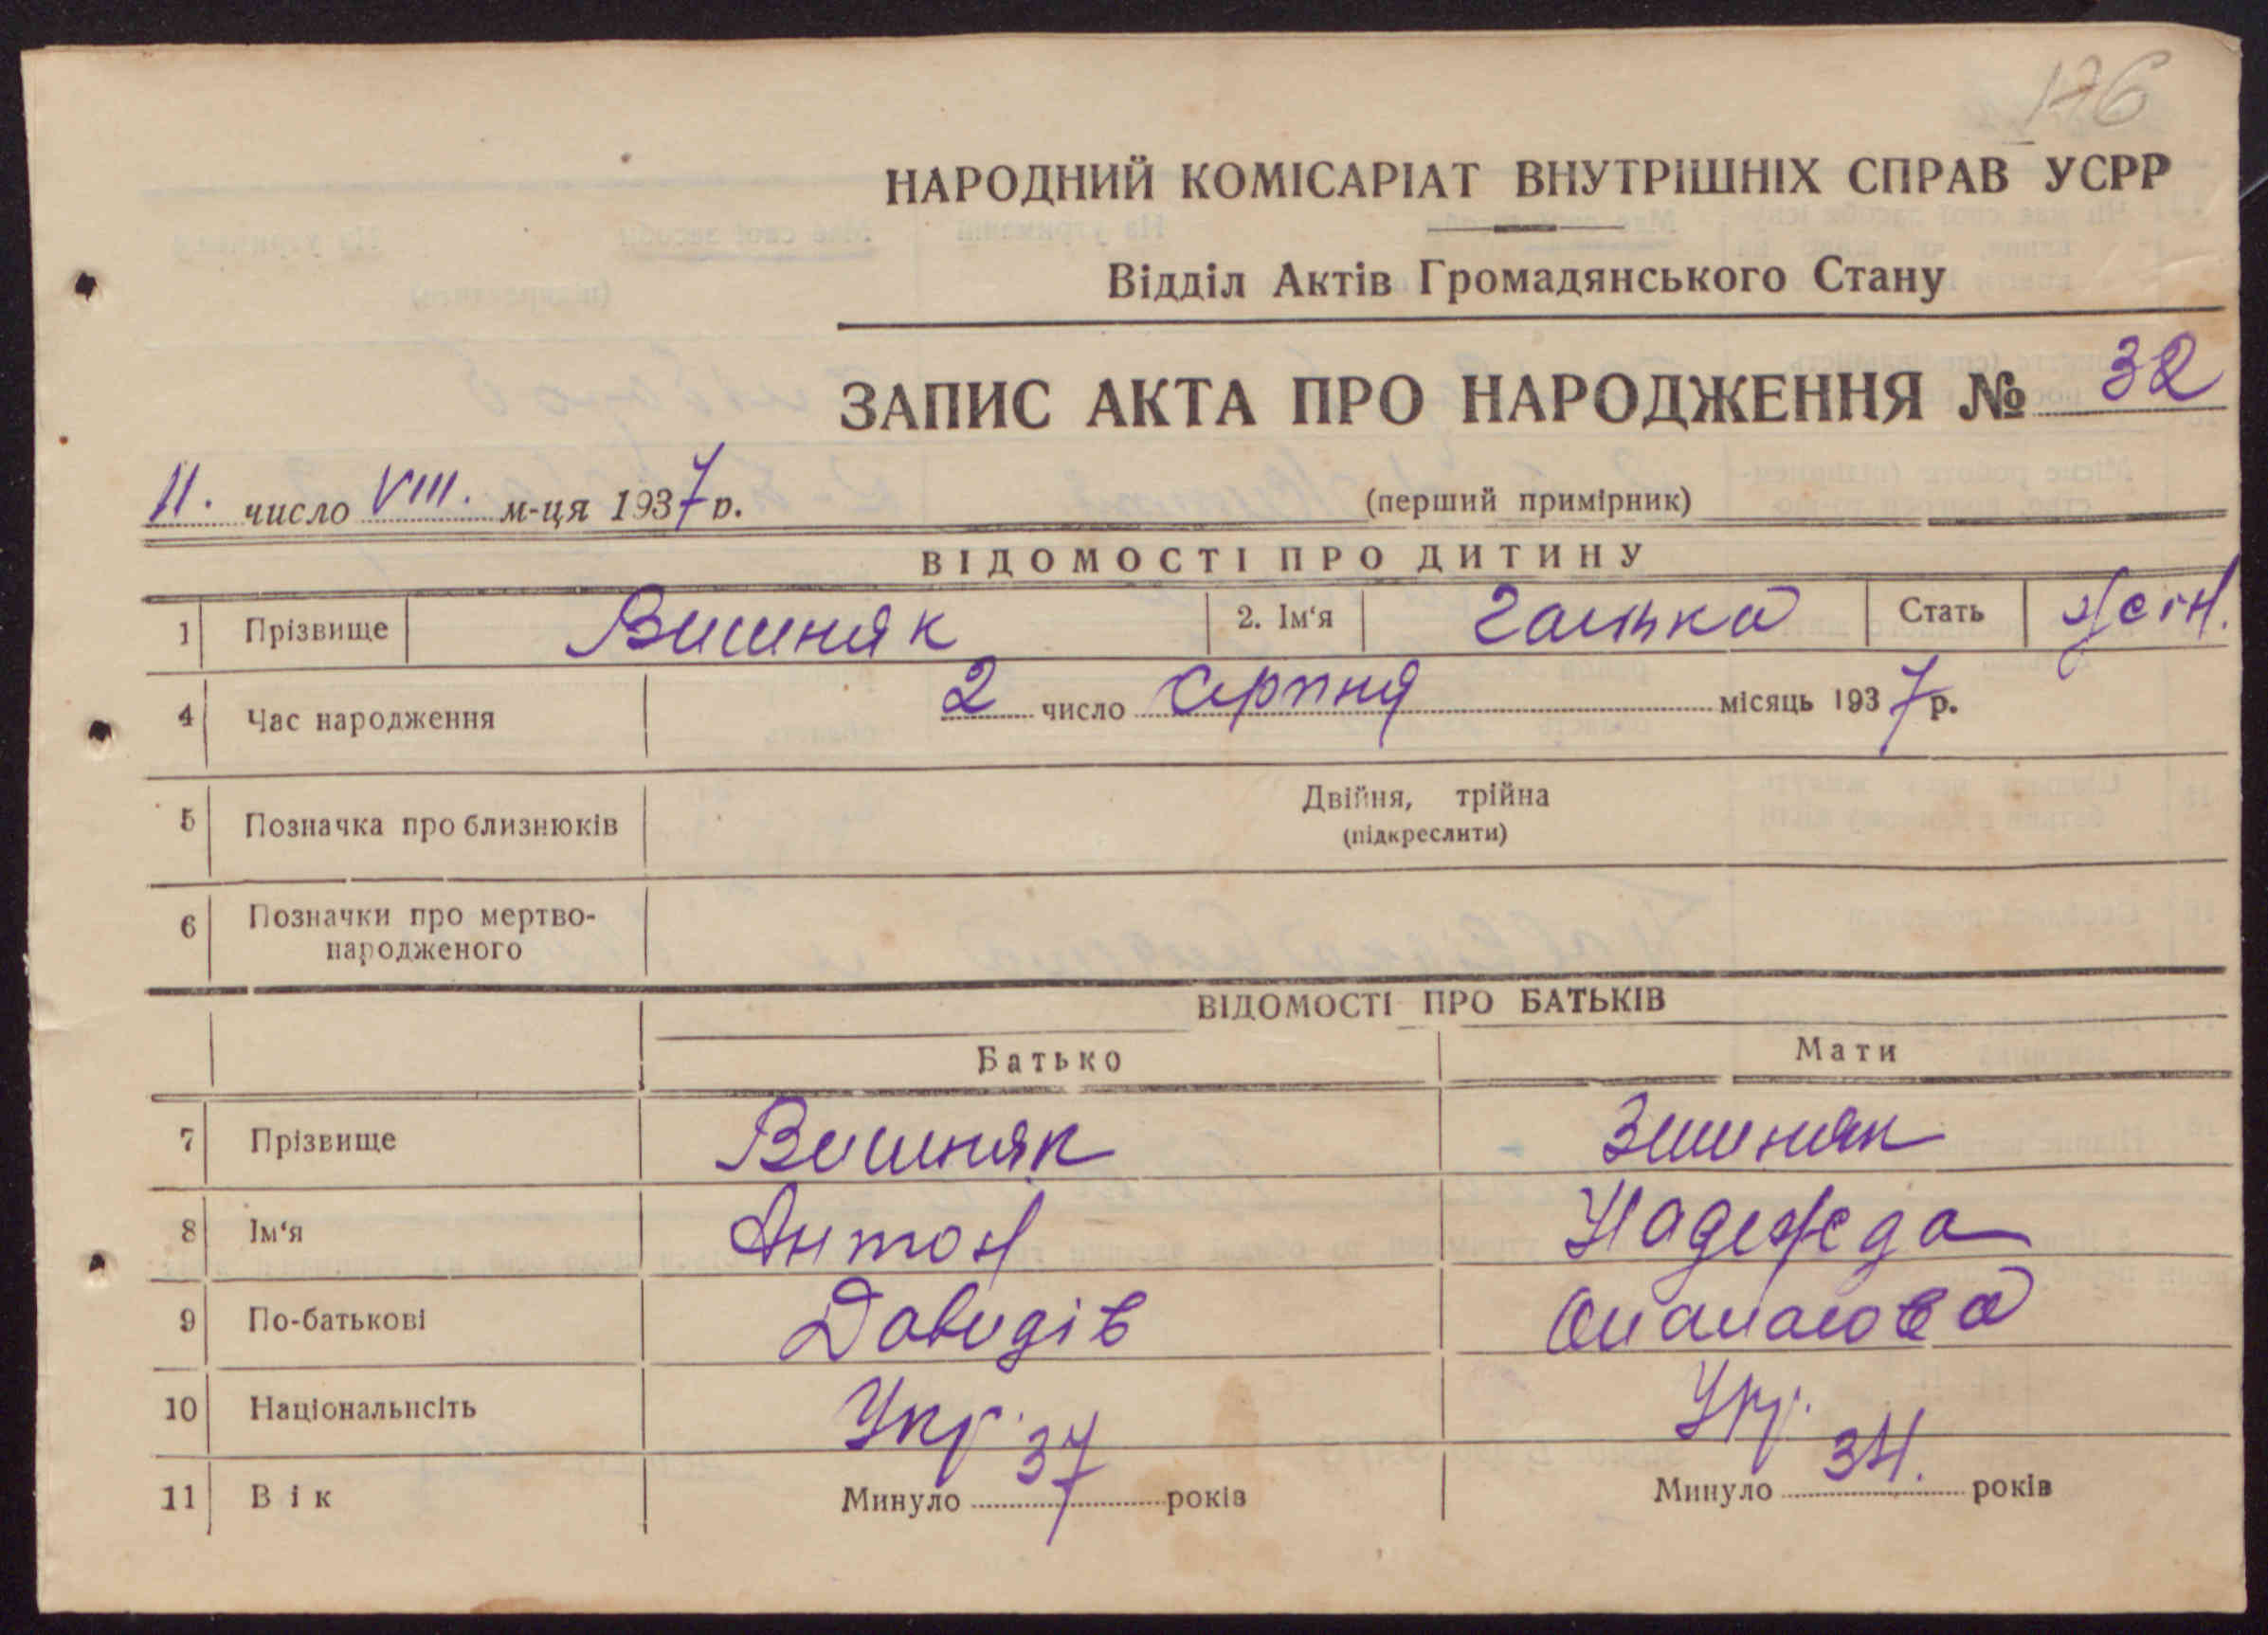 176
НАРОДНИЙ КОМІСАРІАТ ВНУТРІШНІХ СПРАВ УСРР
Відділ Актів Громадянського Стану
ЗАПИС АКТА ПРО НАРОДЖЕННЯ № 32
11. число VIII. м-ця 1937 р.
(перший примірник)
ВІДОМОСТІ ПРО ДИТИНУ
1 Прізвище Вишняк 2. Ім‘я Галька Стать Жін.
4 Час народження 2 число Серпня місяць 1937 р.
5 Позначка про близнюків Двійня, трійна
(підкреслити)
6 Позначки про мертво-
народженого
ВІДОМОСТІ ПРО БАТЬКІВ
Батько Мати
7 Прізвище Вишняк Вишняк
8 Ім‘я Антон Надежда
9 По-батькові Давидів
10 Національнсіть Укр. Укр.
11 Вік Минуло 37 років Минуло 34. років